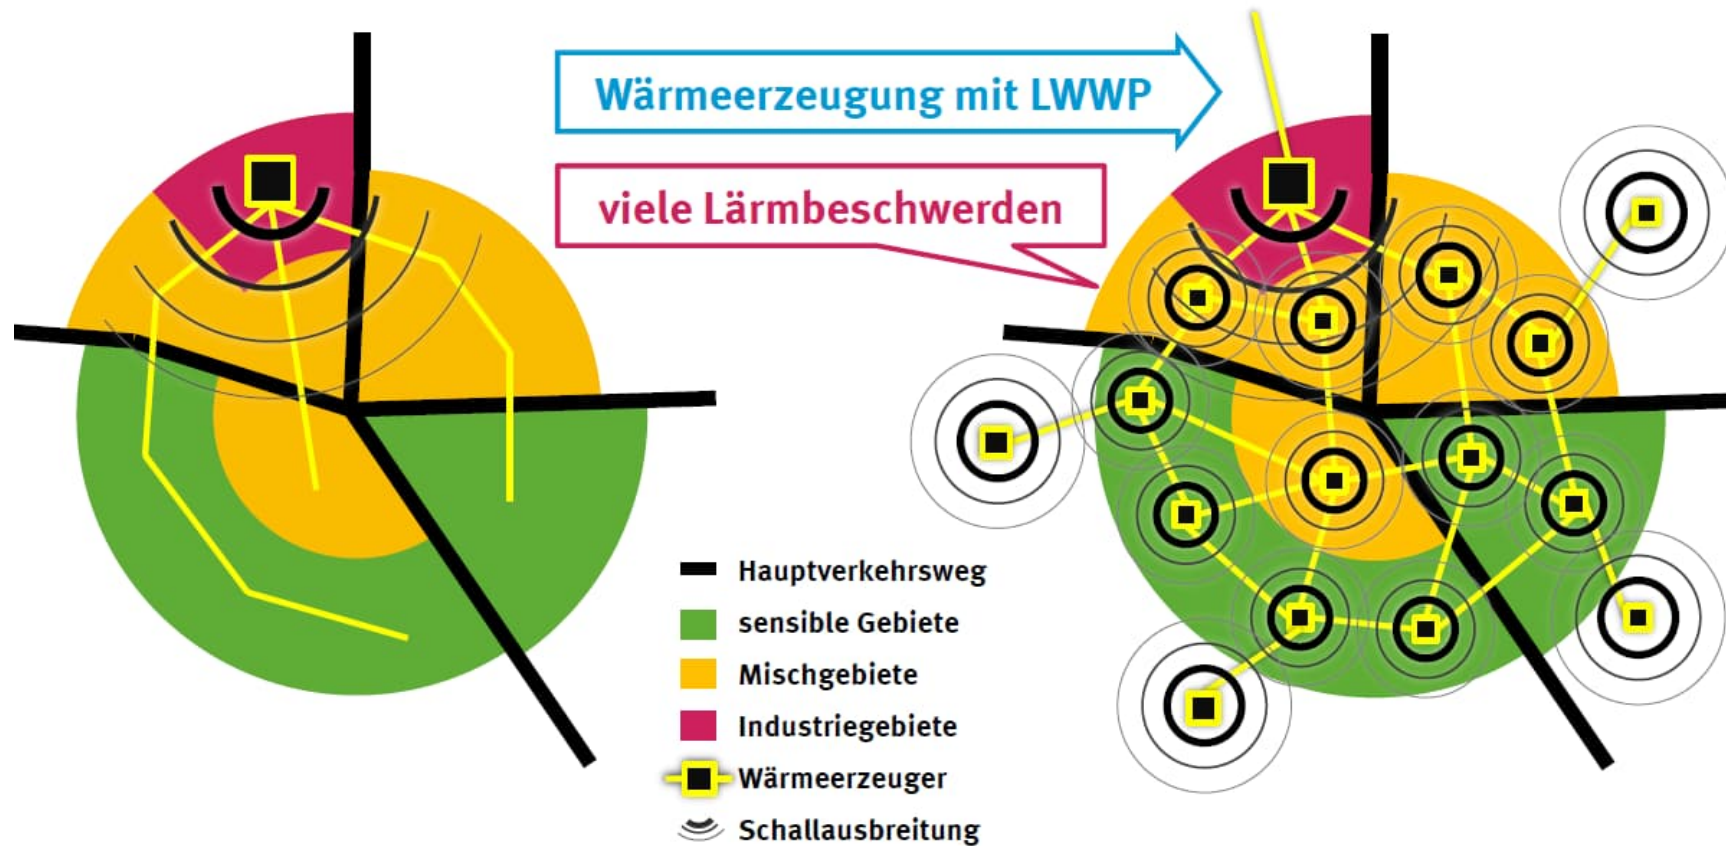 Wärmeerzeugung mit LWWP
viele Lärmbeschwerden
Hauptverkehrsweg
sensible Gebiete
Mischgebiete
Industriegebiete
Wärmeerzeuger
Schallausbreitung